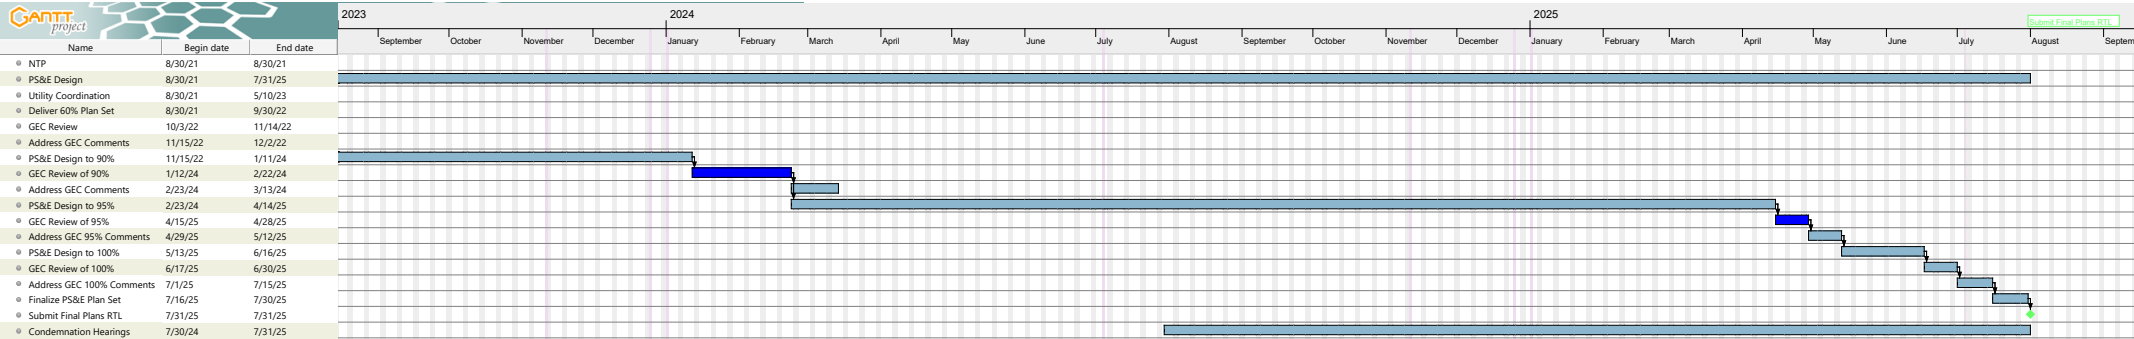 GANTT project
2023 2024 2025
Submit Final Plans RTL
September October November December January February March April May June July August September October November December January February March April May June July August Septem
Name Begin date End date
NTP 8/30/21 8/30/21
PS&E Design 8/30/21 7/31/25
Utility Coordination 8/30/21 5/10/23
Deliver 60% Plan Set 8/30/21 9/30/22
GEC Review 10/3/22 11/14/22
Address GEC Comments 11/15/22 12/2/22
PS&E Design to 90% 11/15/22 1/11/24
GEC Review of 90% 1/12/24 2/22/24
Address GEC Comments 2/23/24 3/13/24
PS&E Design to 95% 2/23/24 4/14/25
GEC Review of 95% 4/15/25 4/28/25
Address GEC 95% Comments 4/29/25 5/12/25
PS&E Design to 100% 5/13/25 6/16/25
GEC Review of 100% 6/17/25 6/30/25
Address GEC 100% Comments 7/1/25 7/15/25
Finalize PS&E Plan Set 7/16/25 7/30/25
Submit Final Plans RTL 7/31/25 7/31/25
Condemnation Hearings 7/30/24 7/31/25